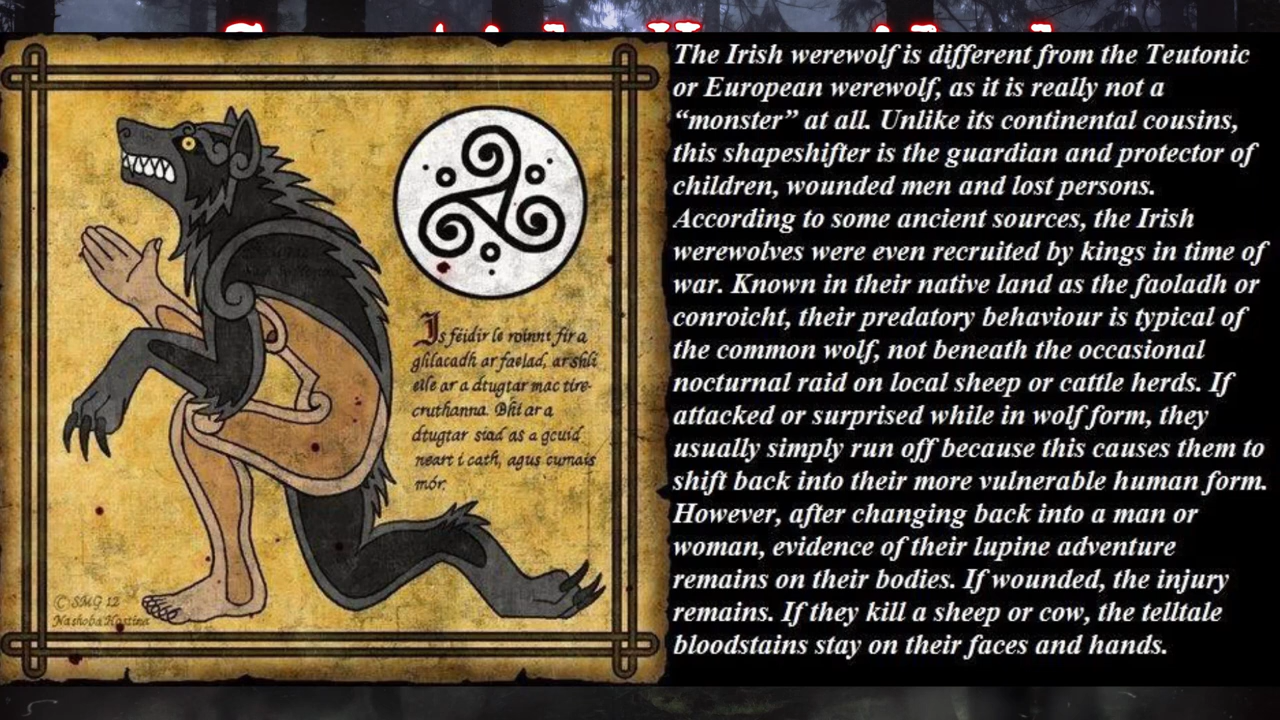 Is féidir le roinnt fir a
ghlacadh ar faelad, ar shlí
eile ar a dtugtar mac tíre-
cruthanna. Bhí ar a
dtugtar siad as a gcuid
neart i cath, agus cumais
mór.
© SMG 12
Nashoba Hostina
The Irish werewolf is different from the Teutonic
or European werewolf, as it is really not a
“monster” at all. Unlike its continental cousins,
this shapeshifter is the guardian and protector of
children, wounded men and lost persons.
According to some ancient sources, the Irish
werewolves were even recruited by kings in time of
war. Known in their native land as the faoladh or
conroicht, their predatory behaviour is typical of
the common wolf, not beneath the occasional
nocturnal raid on local sheep or cattle herds. If
attacked or surprised while in wolf form, they
usually simply run off because this causes them to
shift back into their more vulnerable human form.
However, after changing back into a man or
woman, evidence of their lupine adventure
remains on their bodies. If wounded, the injury
remains. If they kill a sheep or cow, the telltale
bloodstains stay on their faces and hands.